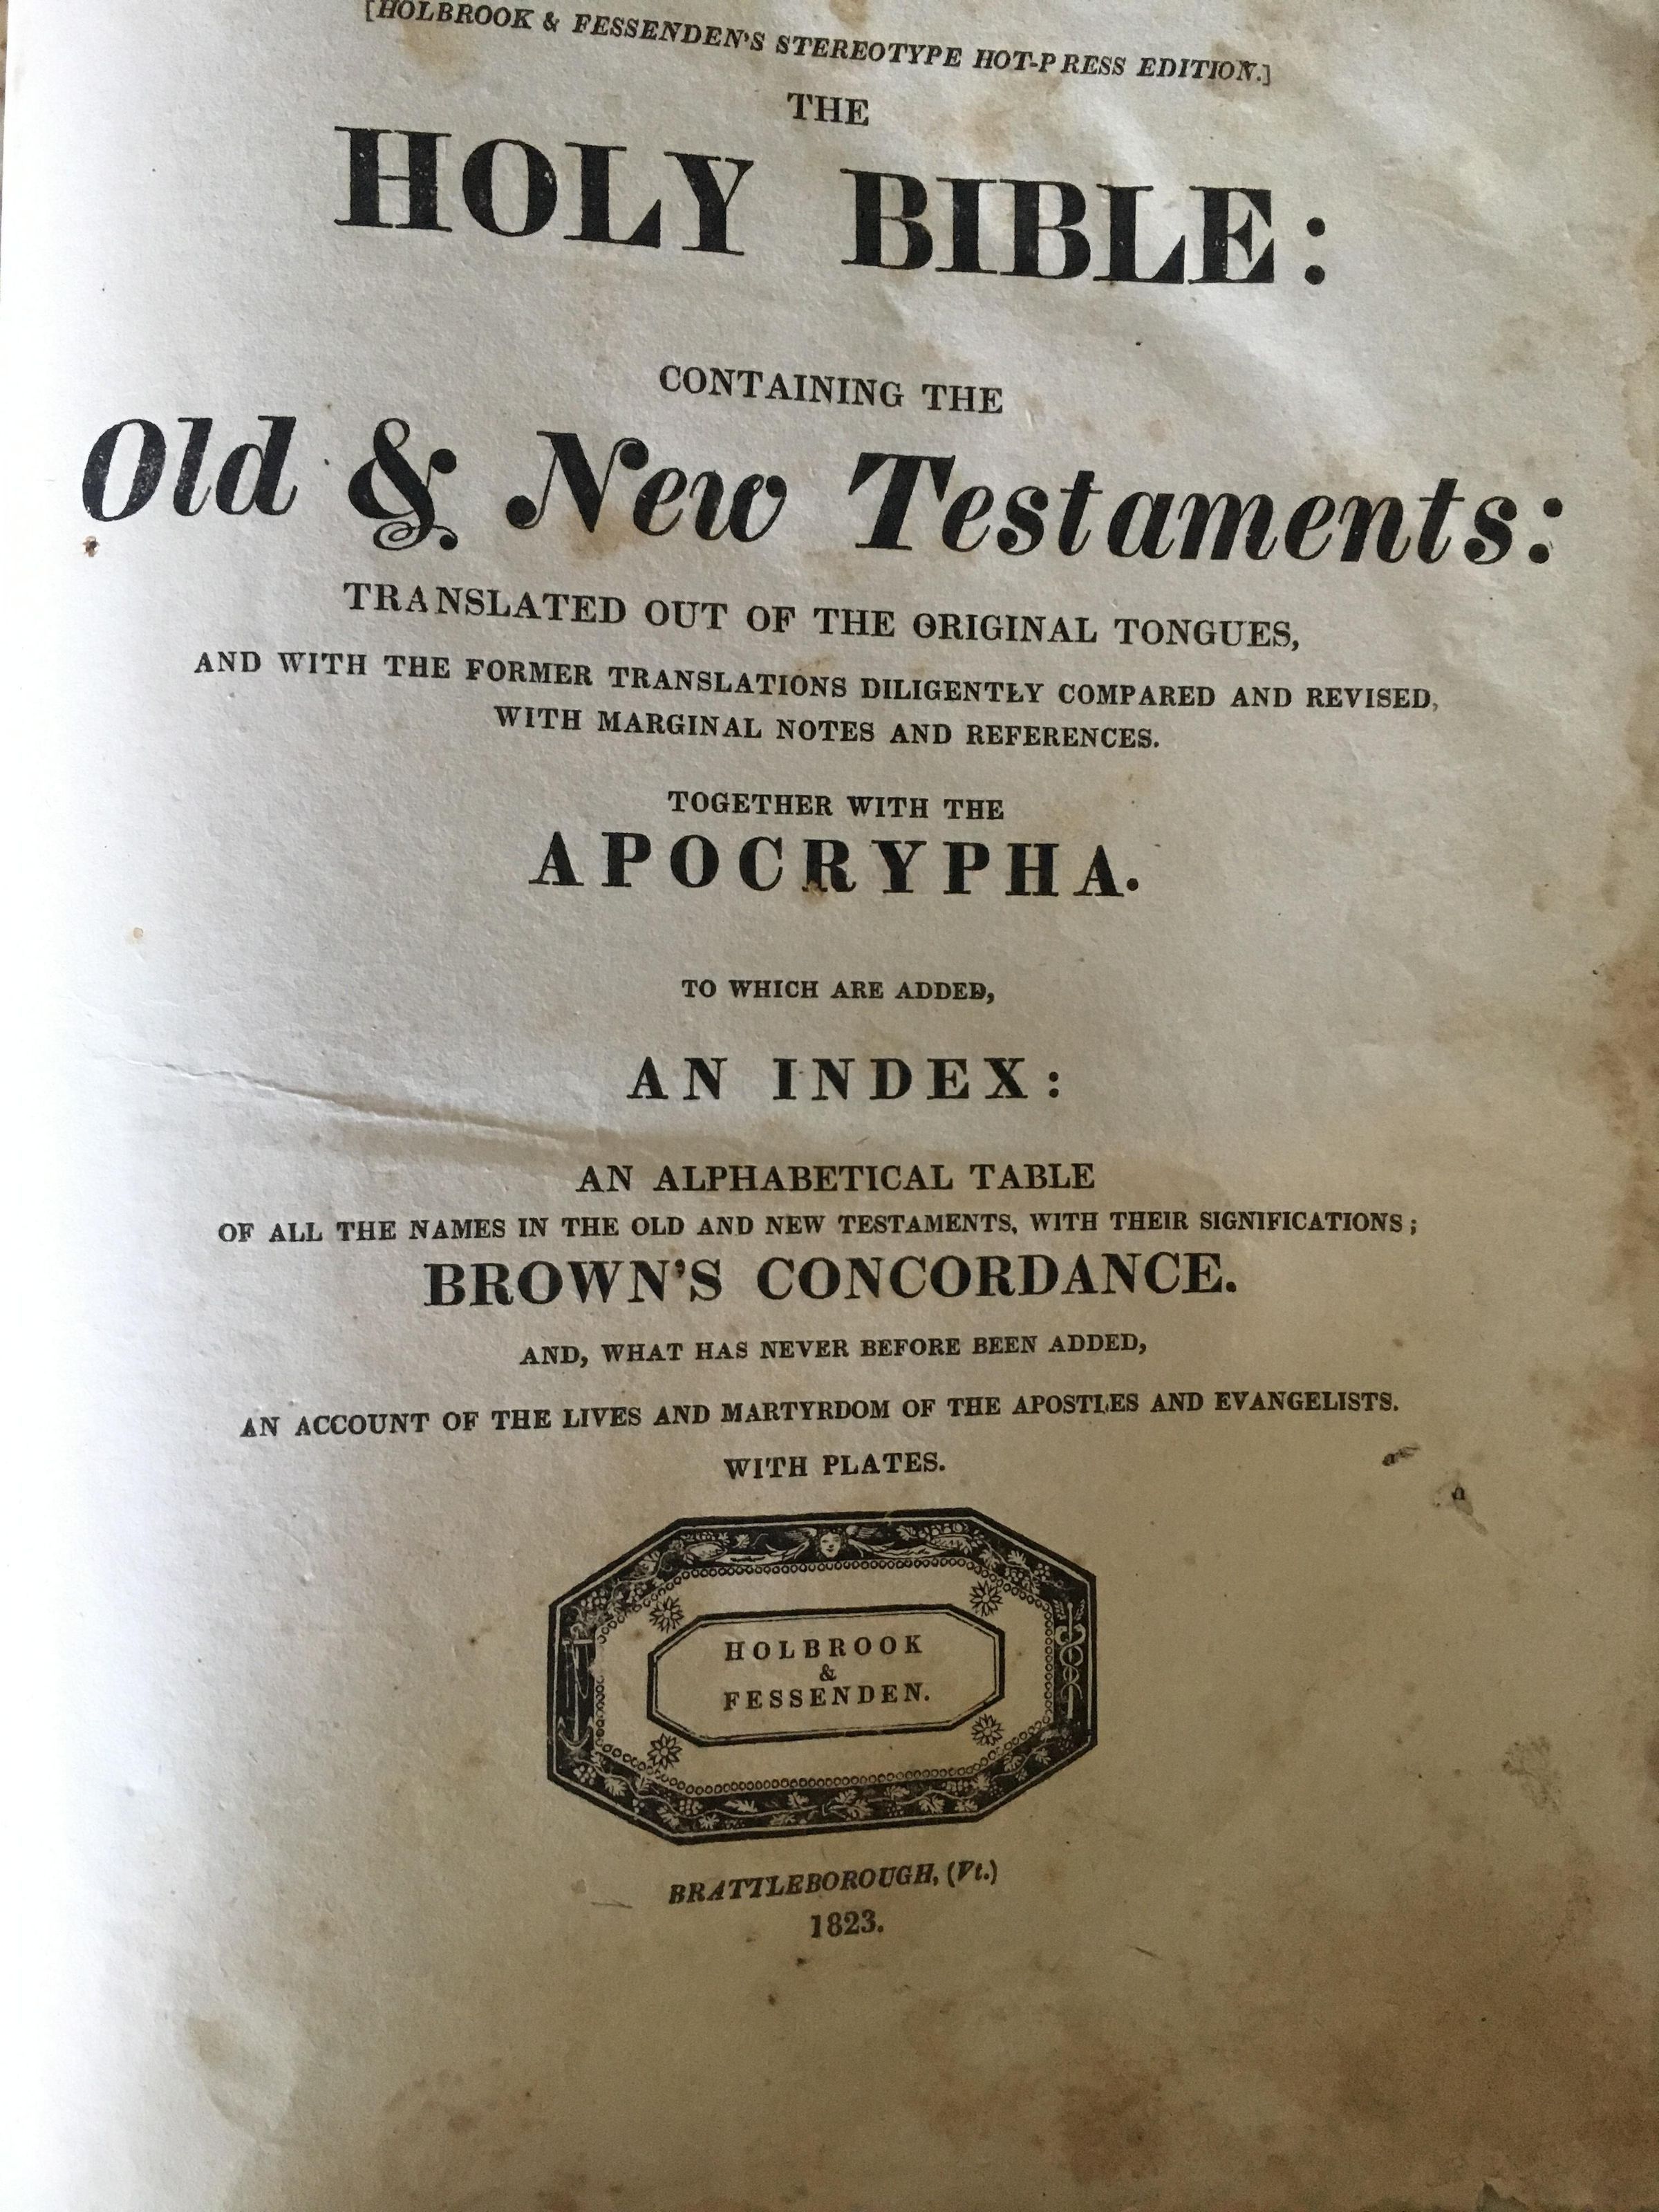 [HOLBROOK & FESSENDEN'S STEREOTYPE HOT-PRESS EDITION.]
THE
HOLY BIBLE:
CONTAINING THE
Old & New Testaments:
TRANSLATED OUT OF THE ORIGINAL TONGUES,
AND WITH THE FORMER TRANSLATIONS DILIGENTLY COMPARED AND REVISED,
WITH MARGINAL NOTES AND REFERENCES.
TOGETHER WITH THE
APOCRYPHA.
TO WHICH ARE ADDED,
AN INDEX:
AN ALPHABETICAL TABLE
OF ALL THE NAMES IN THE OLD AND NEW TESTAMENTS, WITH THEIR SIGNIFICATIONS;
BROWN'S CONCORDANCE.
AND, WHAT HAS NEVER BEFORE BEEN ADDED,
AN ACCOUNT OF THE LIVES AND MARTYRDOM OF THE APOSTLES AND EVANGELISTS.
WITH PLATES.
HOLBROOK
&
FESSENDEN.
BRATTLEBOROUGH, (Vt.)
1823.